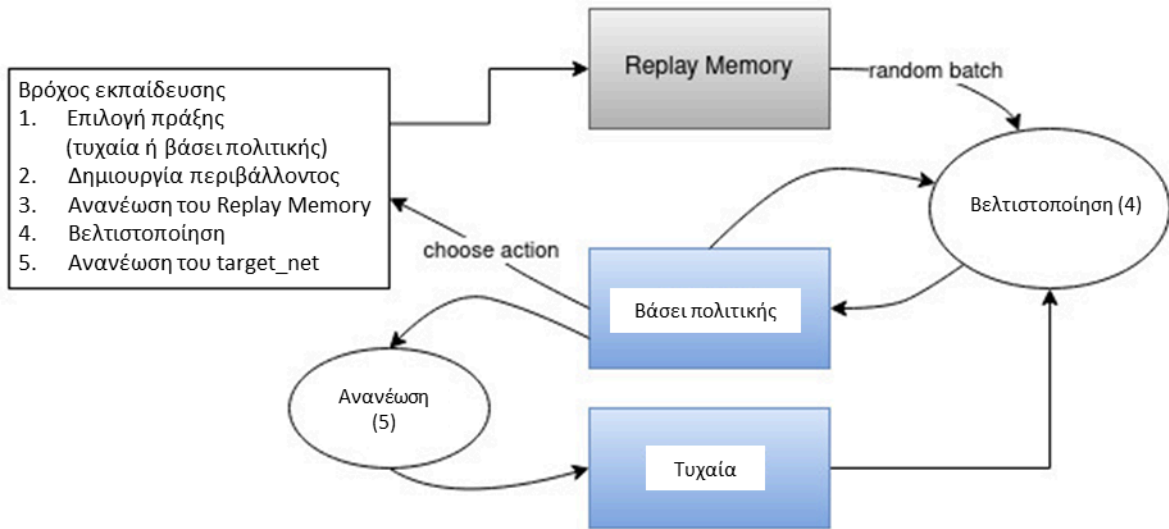 Βρόχος εκπαίδευσης
1. Επιλογή πράξης
(τυχαία ή βάσει πολιτικής)
2. Δημιουργία περιβάλλοντος
3. Ανανέωση του Replay Memory
4. Βελτιστοποίηση
5. Ανανέωση του target_net
Replay Memory
random batch
Βελτιστοποίηση (4)
choose action
Βάσει πολιτικής
Ανανέωση
(5)
Τυχαία